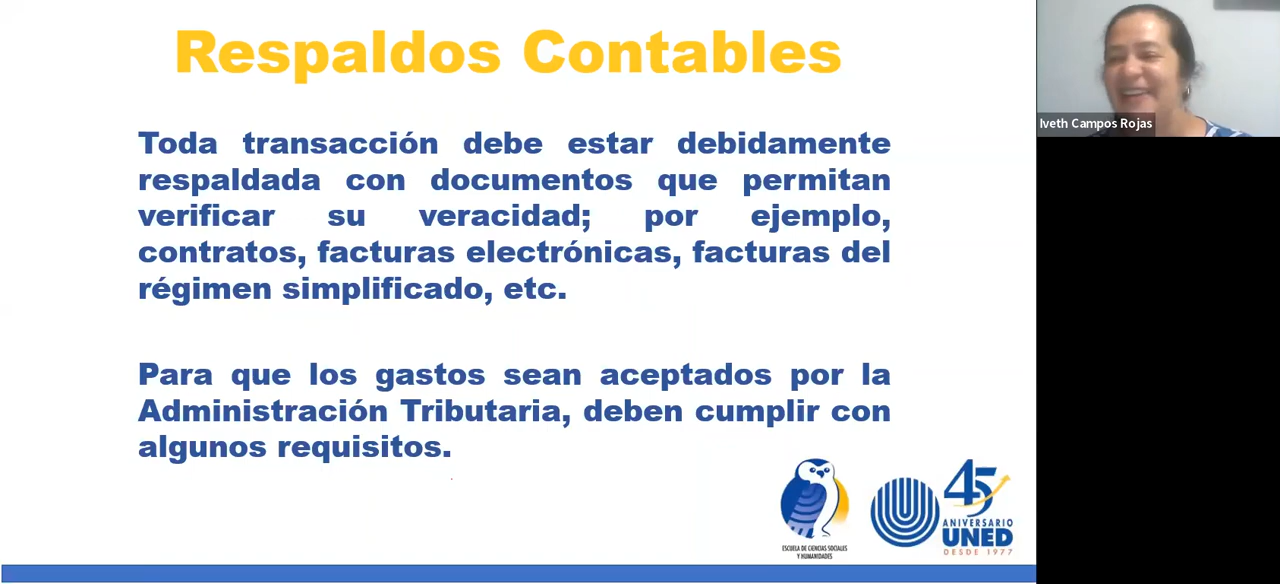 Respaldos Contables
Iveth Campos Rojas
Toda transacción debe estar debidamente
respaldada con documentos que permitan
verificar su veracidad; por ejemplo,
contratos, facturas electrónicas, facturas del
régimen simplificado, etc.
Para que los gastos sean aceptados por la
Administración Tributaria, deben cumplir con
algunos requisitos.
ESCUELA DE CIENCIAS SOCIALES
Y HUMANIDADES
45
ANIVERSARIO
UNED
DESDE 1977